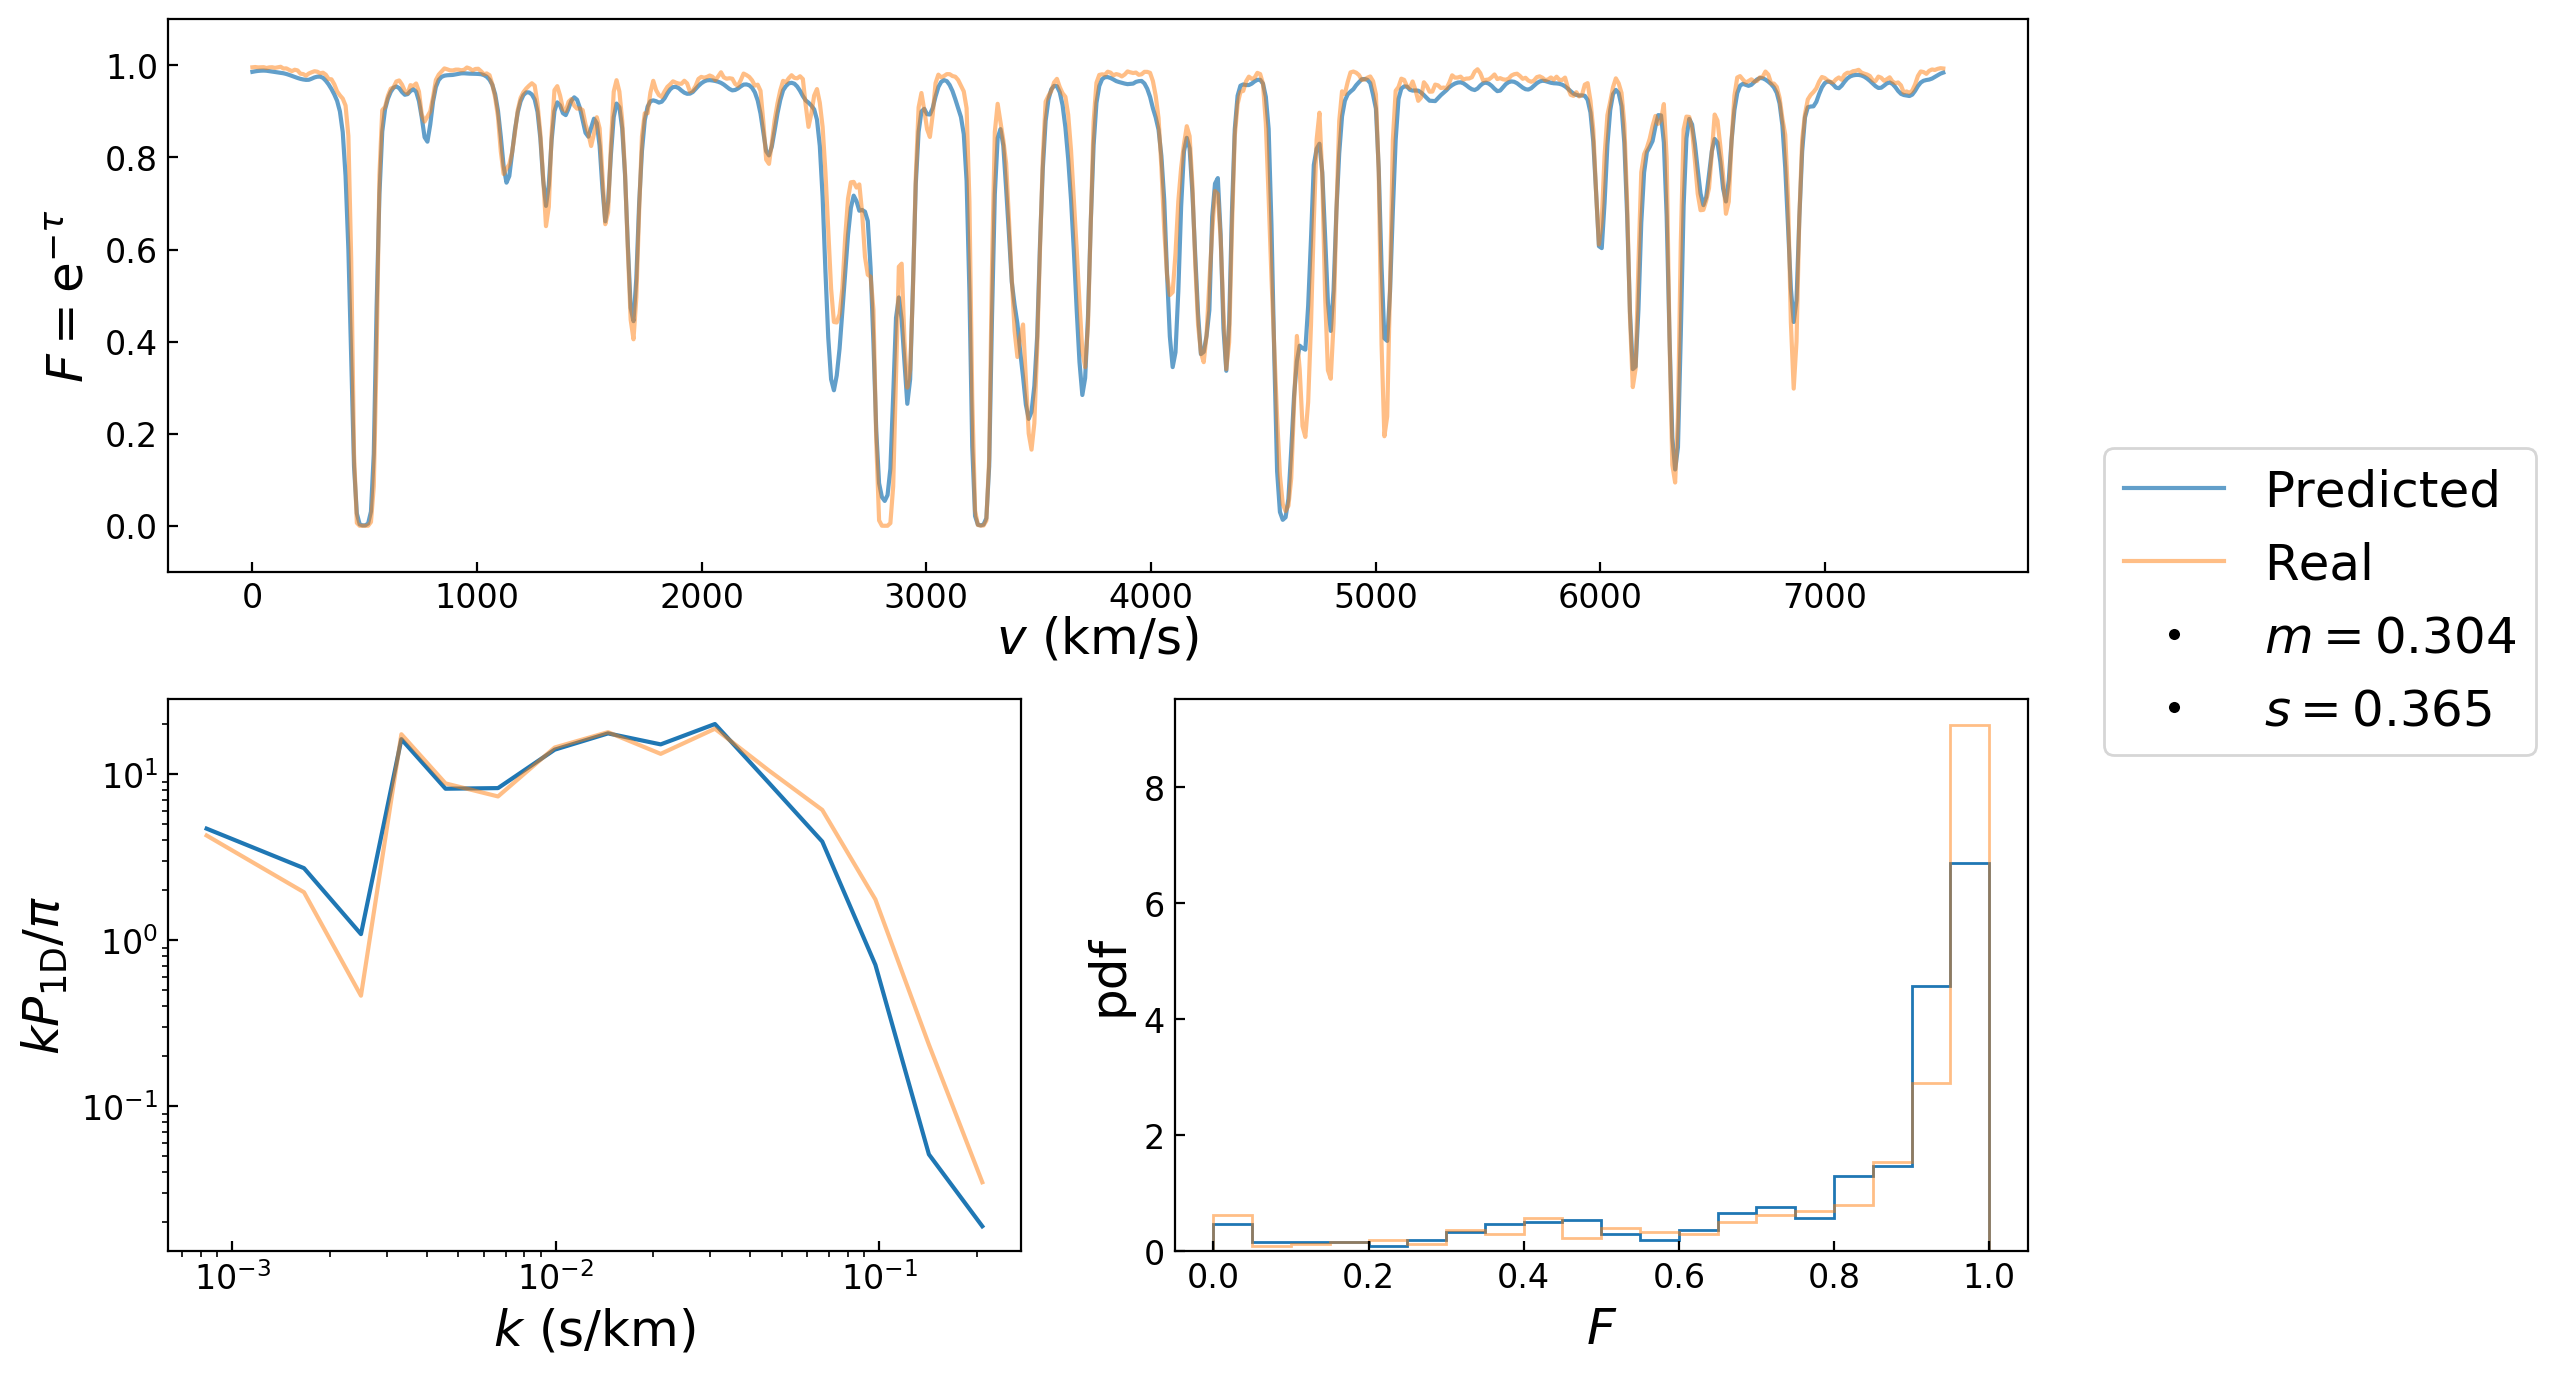 F = e^{−τ}
1.0
0.8
0.6
0.4
0.2
0.0
0 1000 2000 3000 4000 5000 6000 7000
v (km/s)
Predicted
Real
m = 0.304
s = 0.365
kP_{1D}/π
10^1
10^0
10^{−1}
10^{−3} 10^{−2} 10^{−1}
k (s/km)
pdf
8
6
4
2
0
0.0 0.2 0.4 0.6 0.8 1.0
F